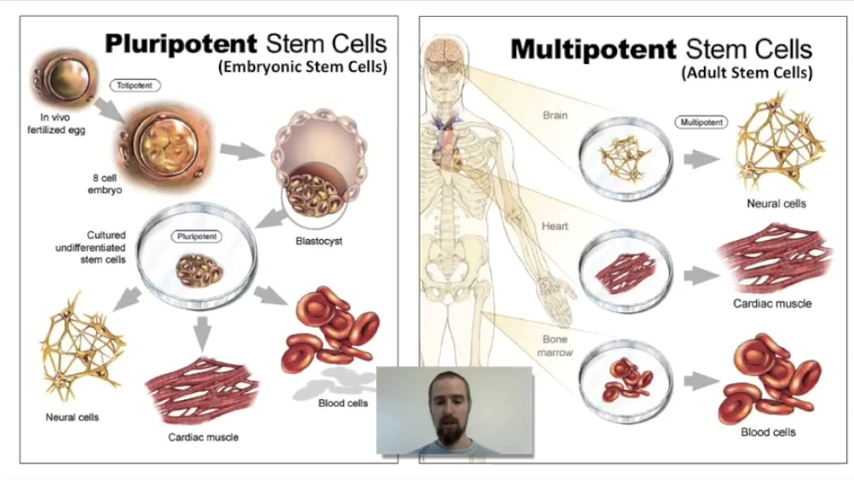 Pluripotent Stem Cells
(Embryonic Stem Cells)
Totipotent
In vivo
fertilized egg
8 cell
embryo
Blastocyst
Cultured
undifferentiated
stem cells
Pluripotent
Neural cells
Cardiac muscle
Blood cells
Multipotent Stem Cells
(Adult Stem Cells)
Brain
Multipotent
Neural cells
Heart
Cardiac muscle
Bone
marrow
Blood cells